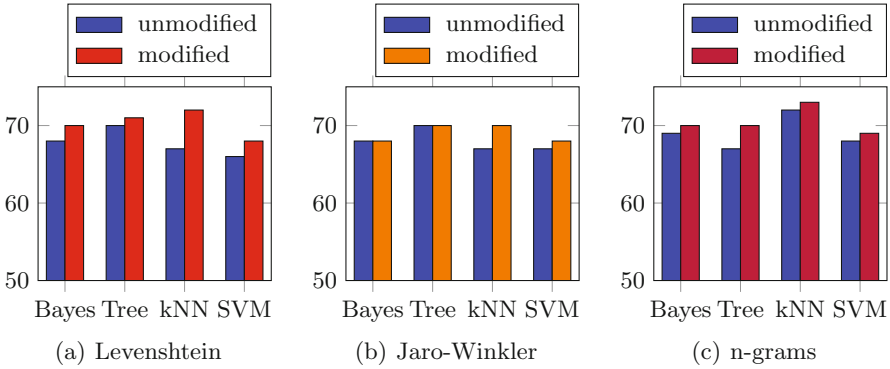 unmodified
modified
70
60
50
Bayes Tree kNN SVM
(a) Levenshtein
unmodified
modified
70
60
50
Bayes Tree kNN SVM
(b) Jaro-Winkler
unmodified
modified
70
60
50
Bayes Tree kNN SVM
(c) n-grams